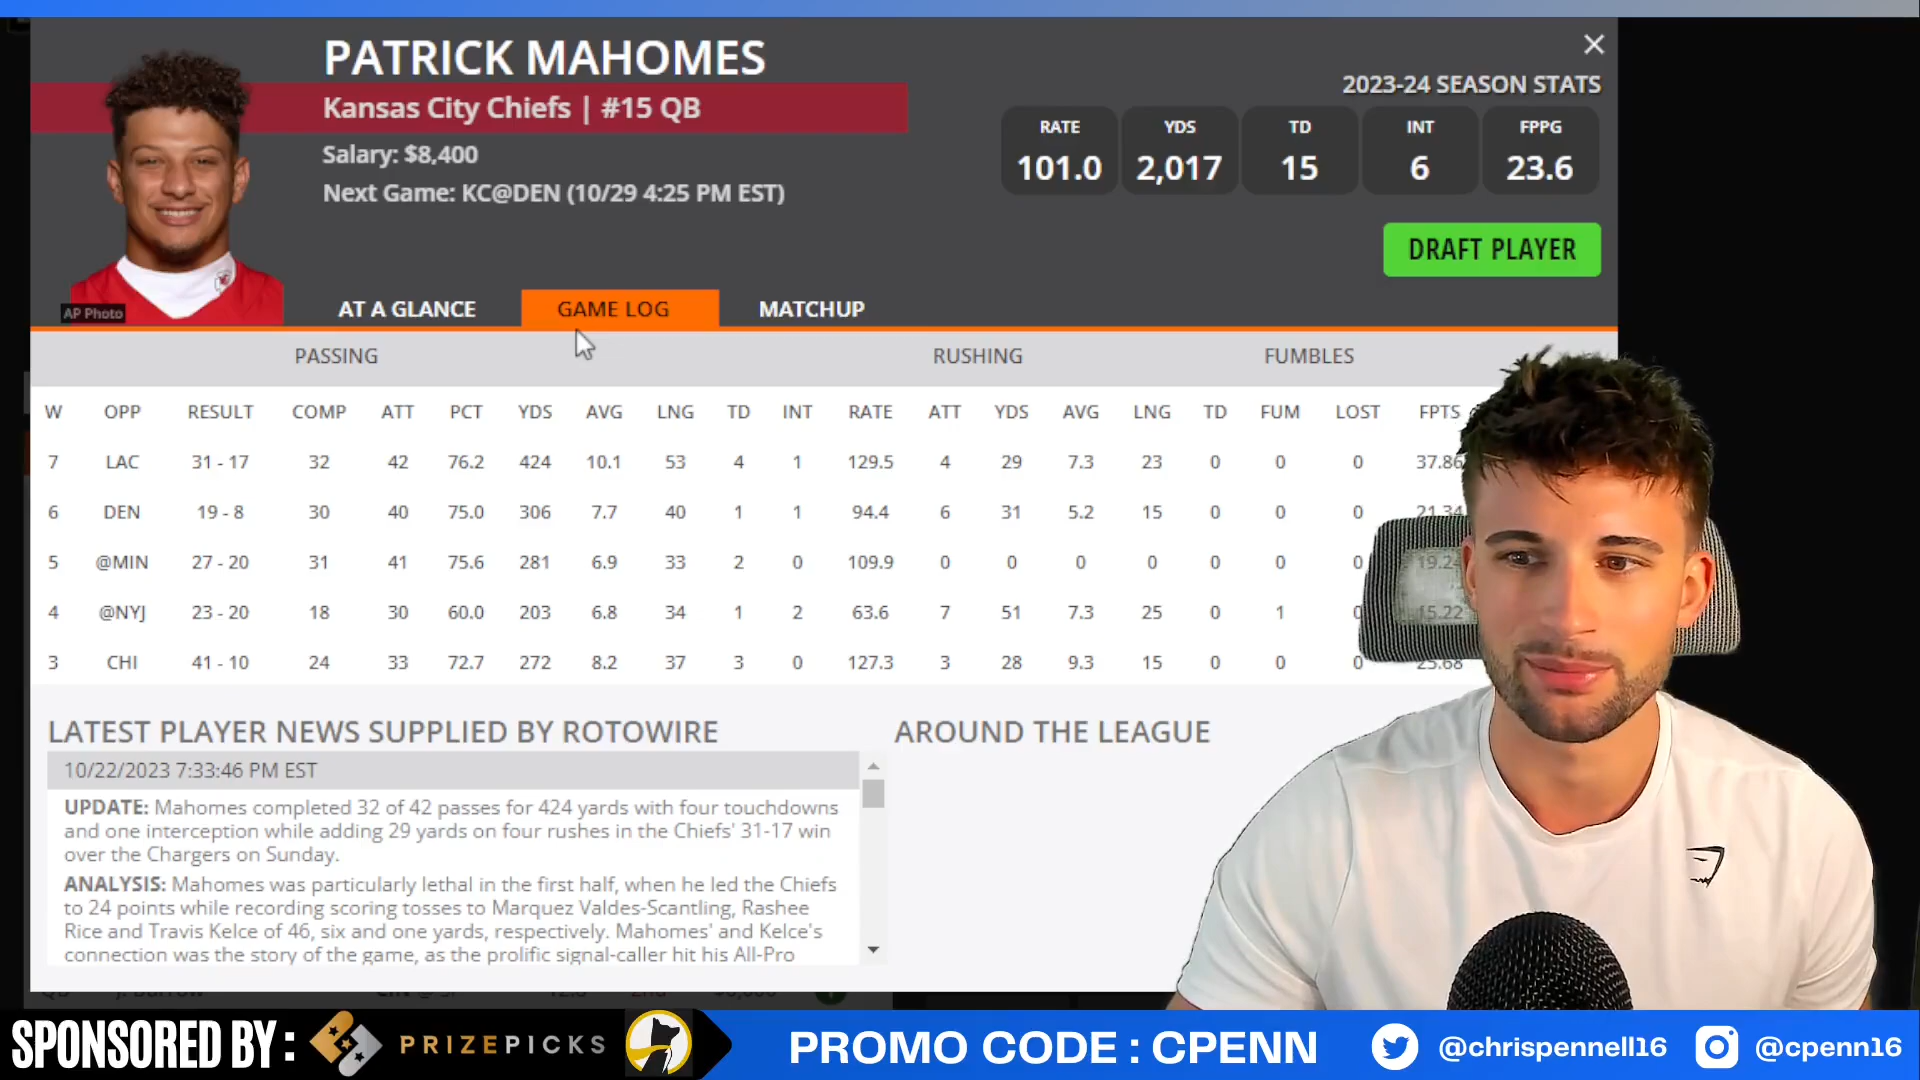 PATRICK MAHOMES
Kansas City Chiefs | #15 QB
Salary: $8,400
Next Game: KC@DEN (10/29 4:25 PM EST)
AP Photo
2023-24 SEASON STATS
RATE YDS TD INT FPPG
101.0 2,017 15 6 23.6
DRAFT PLAYER
AT A GLANCE GAME LOG MATCHUP
PASSING RUSHING FUMBLES
W OPP RESULT COMP ATT PCT YDS AVG LNG TD INT RATE ATT YDS AVG LNG TD FUM LOST FPTS
7 LAC 31 - 17 32 42 76.2 424 10.1 53 4 1 129.5 4 29 7.3 23 0 0 0 37.86
6 DEN 19 - 8 30 40 75.0 306 7.7 40 1 1 94.4 6 31 5.2 15 0 0 0 21.34
5 @MIN 27 - 20 31 41 75.6 281 6.9 33 2 0 109.9 0 0 0 0 0 0 0 19.24
4 @NYJ 23 - 20 18 30 60.0 203 6.8 34 1 2 63.6 7 51 7.3 25 0 1 0 15.22
3 CHI 41 - 10 24 33 72.7 272 8.2 37 3 0 127.3 3 28 9.3 15 0 0 0 25.68
LATEST PLAYER NEWS SUPPLIED BY ROTOWIRE
10/22/2023 7:33:46 PM EST
UPDATE: Mahomes completed 32 of 42 passes for 424 yards with four touchdowns
and one interception while adding 29 yards on four rushes in the Chiefs' 31-17 win
over the Chargers on Sunday.
ANALYSIS: Mahomes was particularly lethal in the first half, when he led the Chiefs
to 24 points while recording scoring tosses to Marquez Valdes-Scantling, Rashee
Rice and Travis Kelce of 46, six and one yards, respectively. Mahomes' and Kelce's
connection was the story of the game, as the prolific signal-caller hit his All-Pro
AROUND THE LEAGUE
SPONSORED BY : PRIZEPICKS
PROMO CODE : CPENN
@chrispennell16
@cpenn16